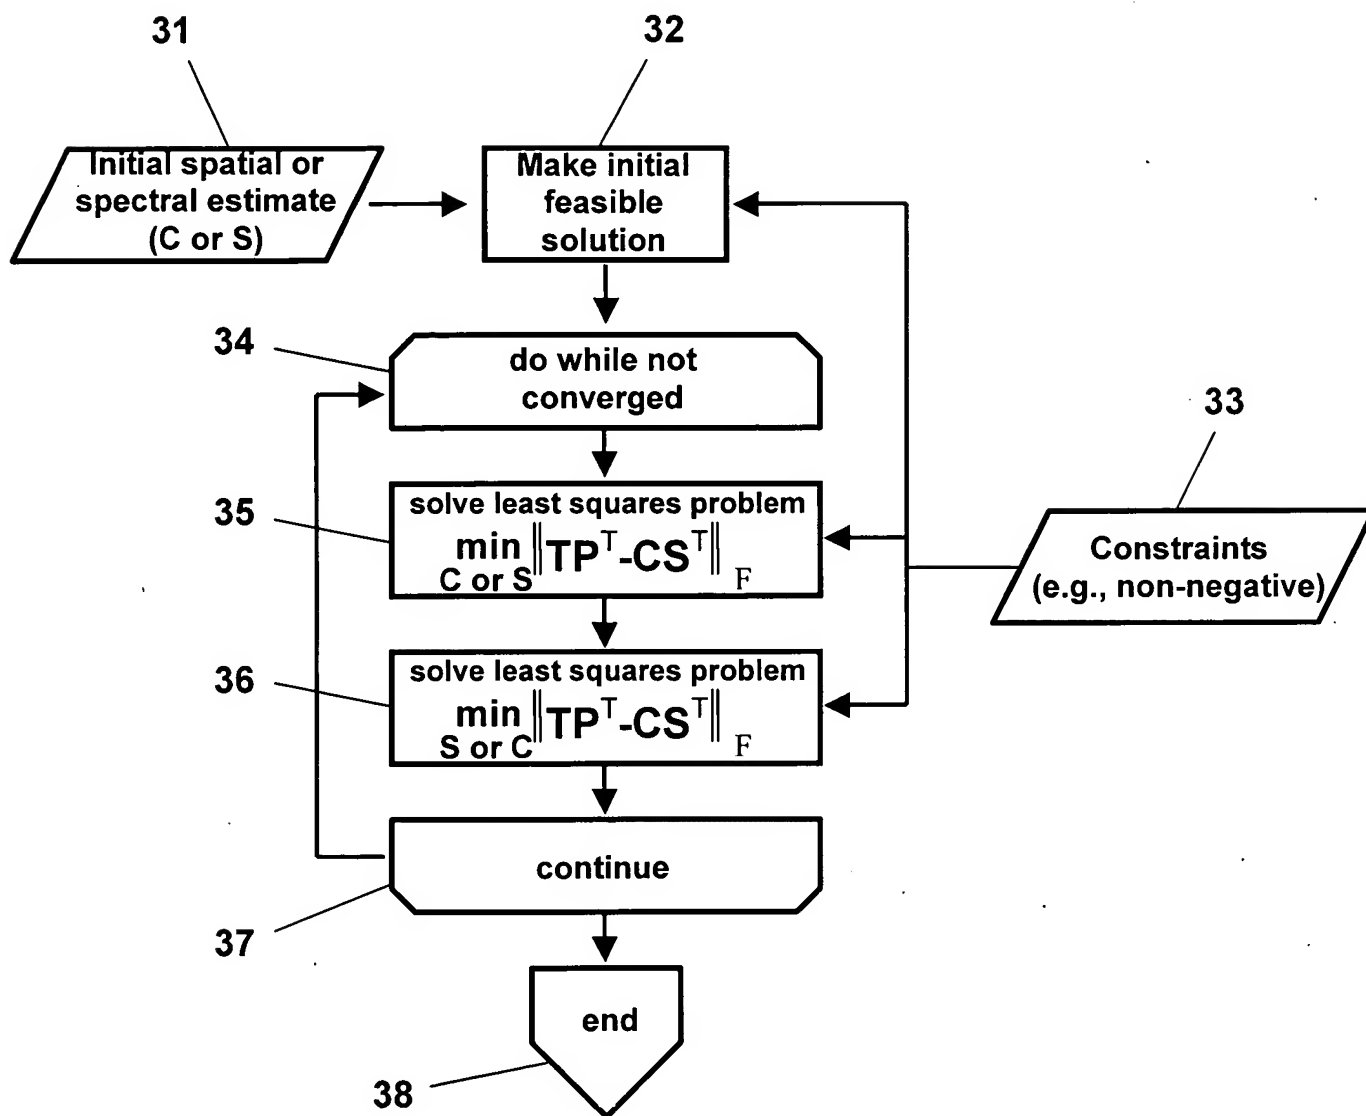 31
32
Initial spatial or
spectral estimate
(C or S)
Make initial
feasible
solution
34
do while not
converged
33
35
solve least squares problem
min ‖TPᵀ-CSᵀ‖ F
C or S
Constraints
(e.g., non-negative)
36
solve least squares problem
min ‖TPᵀ-CSᵀ‖ F
S or C
continue
37
end
38